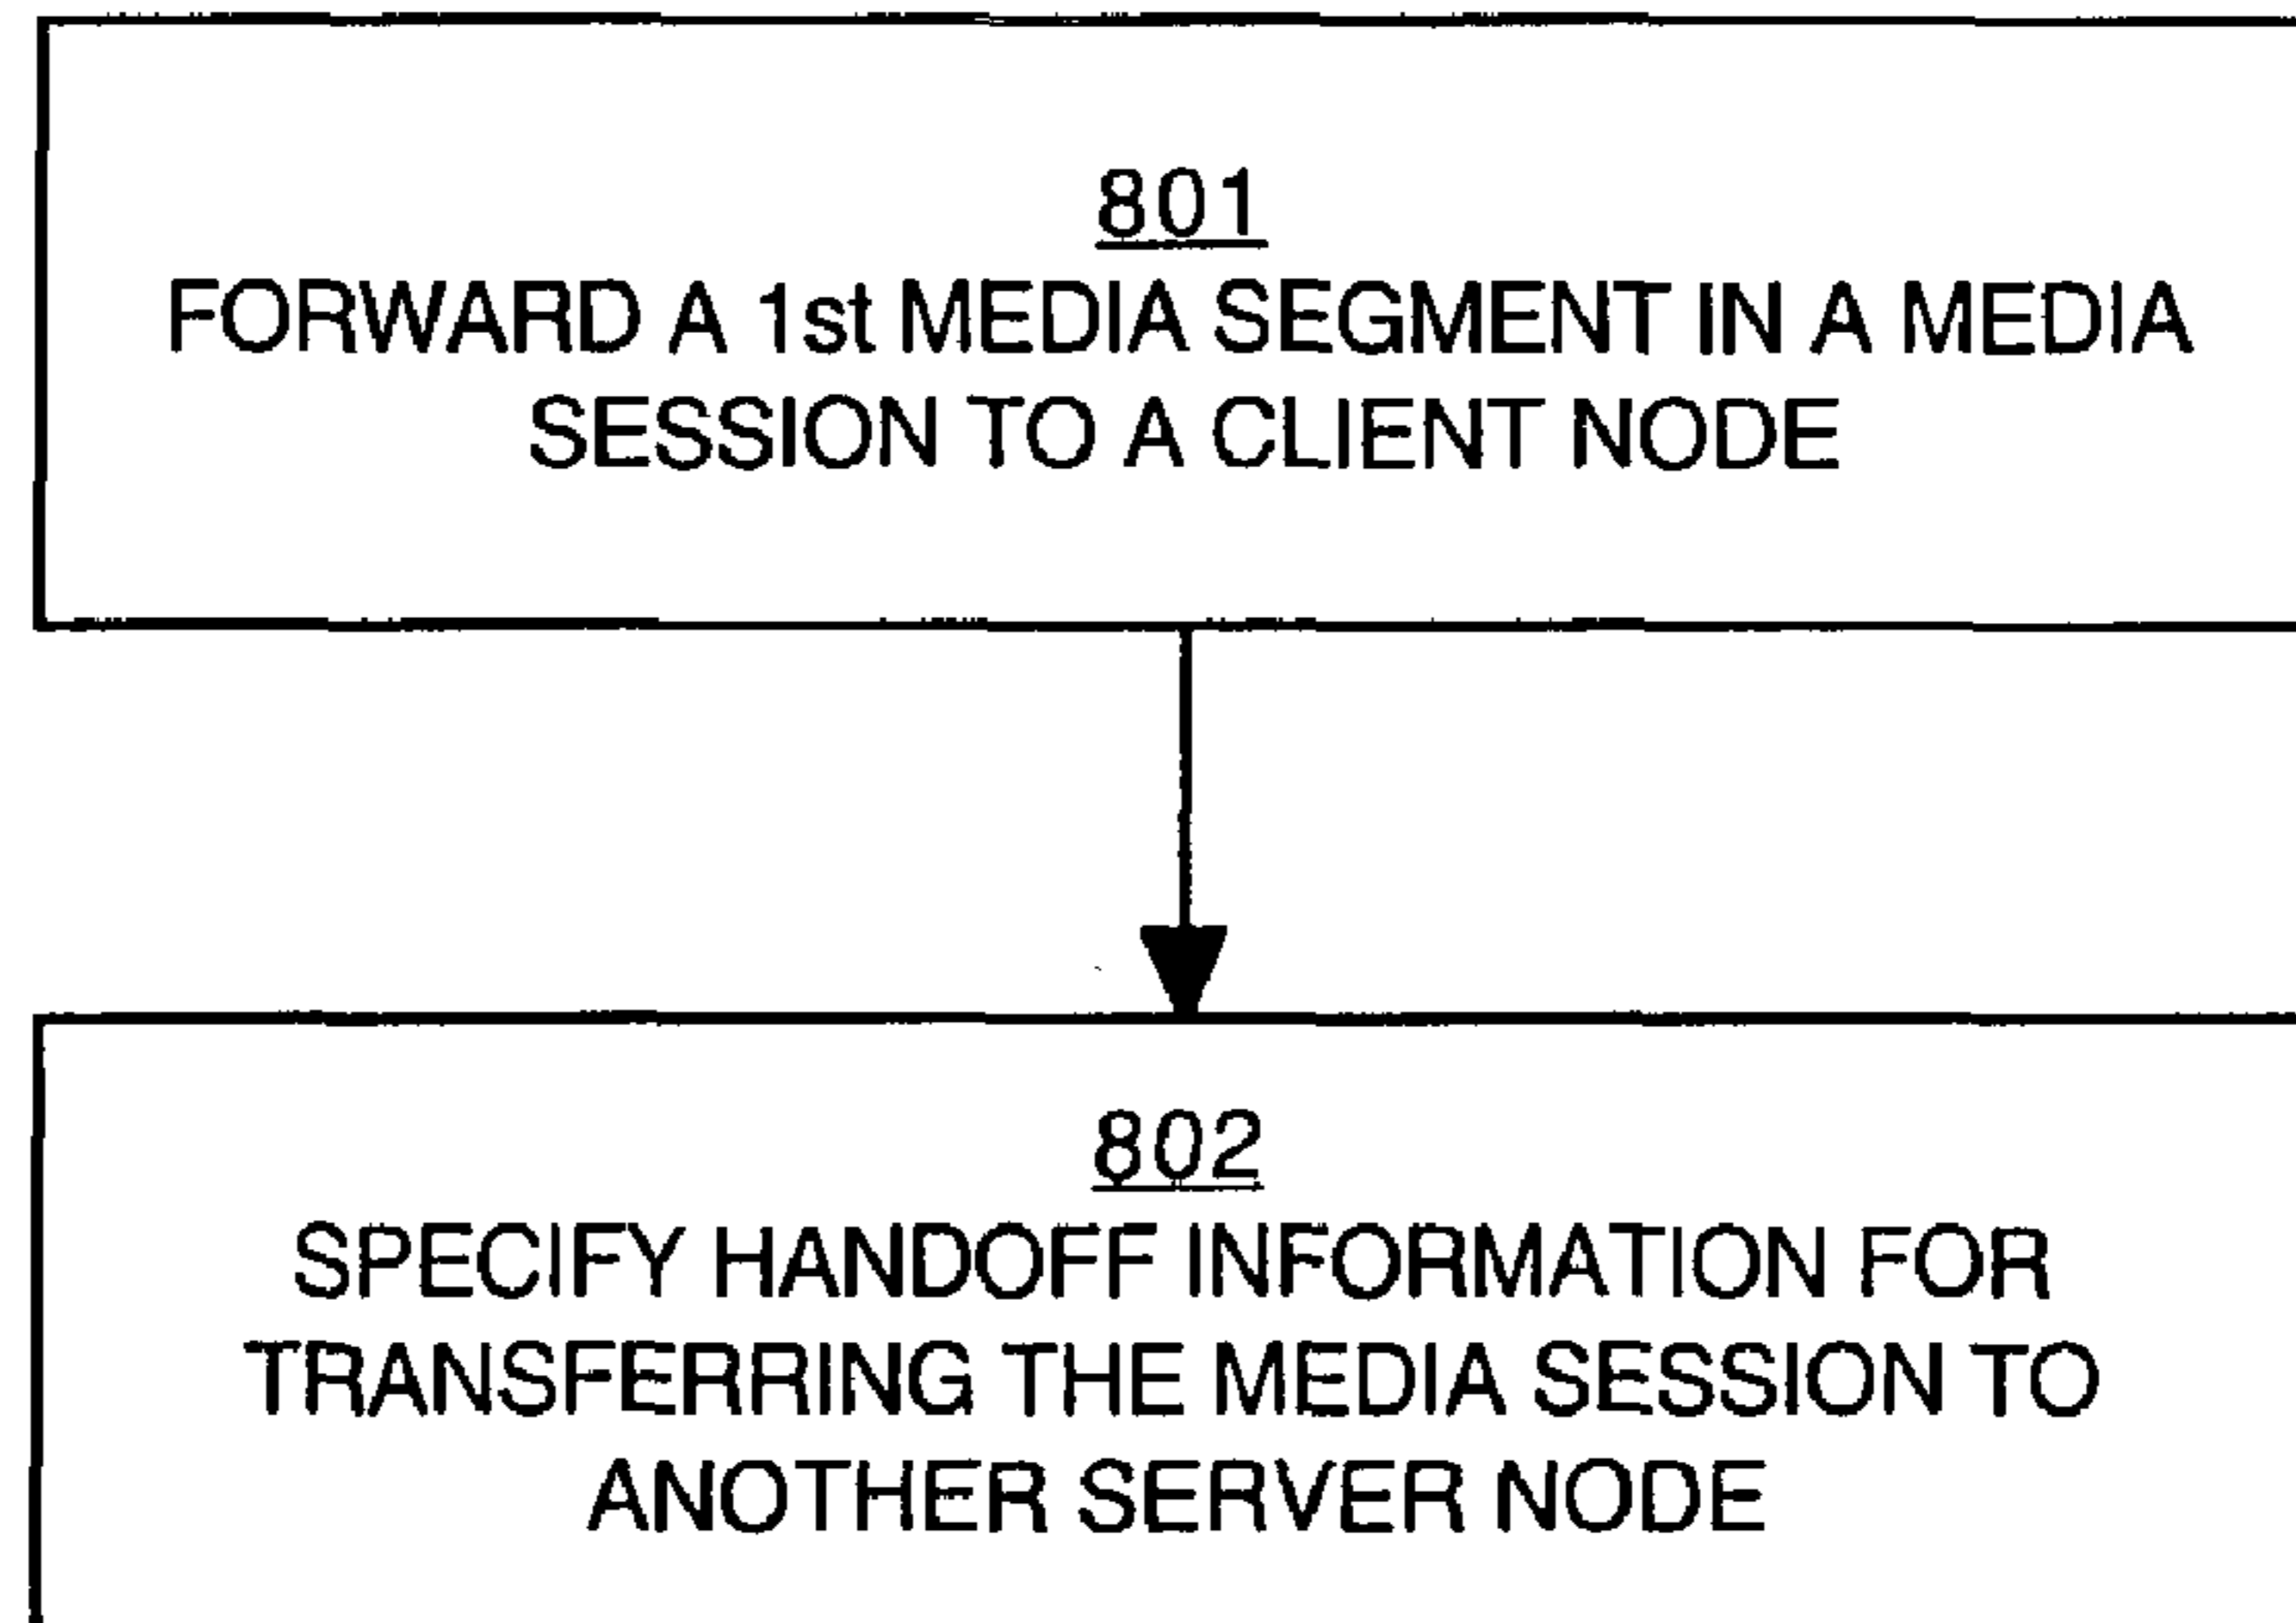 801
FORWARD A 1st MEDIA SEGMENT IN A MEDIA
SESSION TO A CLIENT NODE
802
SPECIFY HANDOFF INFORMATION FOR
TRANSFERRING THE MEDIA SESSION TO
ANOTHER SERVER NODE